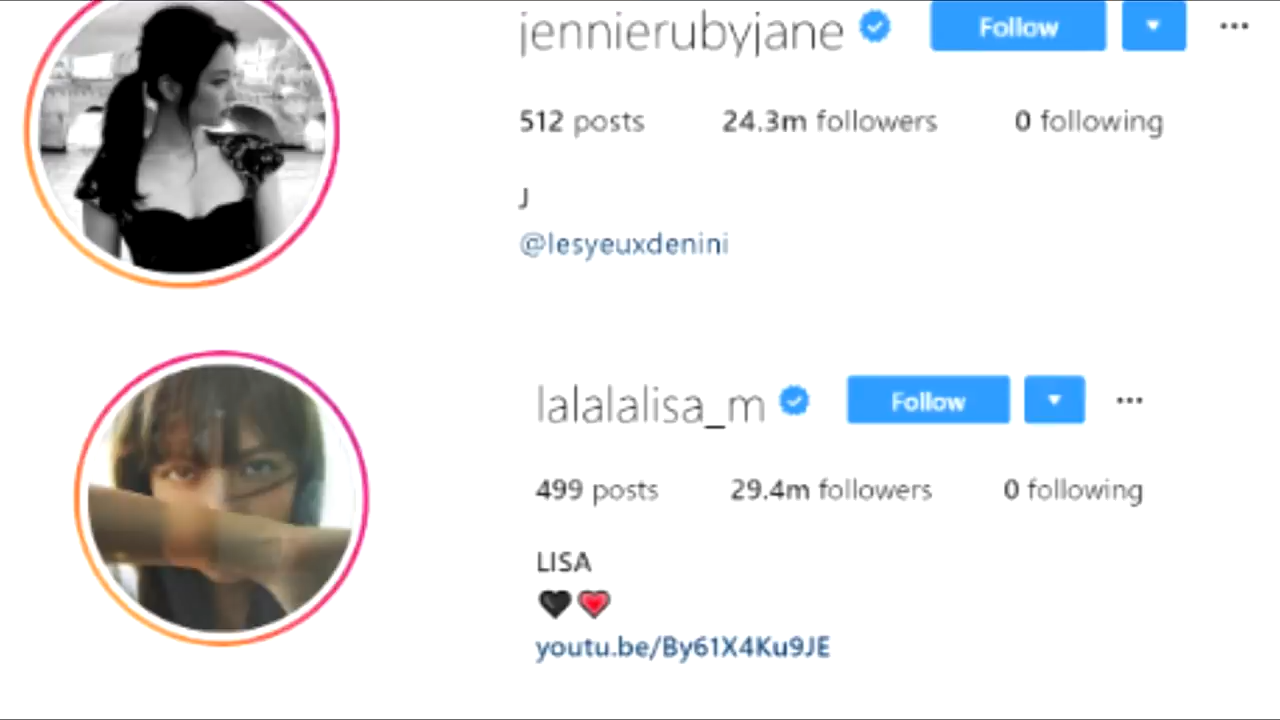 jennierubyjane Follow
512 posts 24.3m followers 0 following
J
@lesyeuxdenini
lalalalisa_m Follow
499 posts 29.4m followers 0 following
LISA
🖤❤️
youtu.be/By61X4Ku9JE